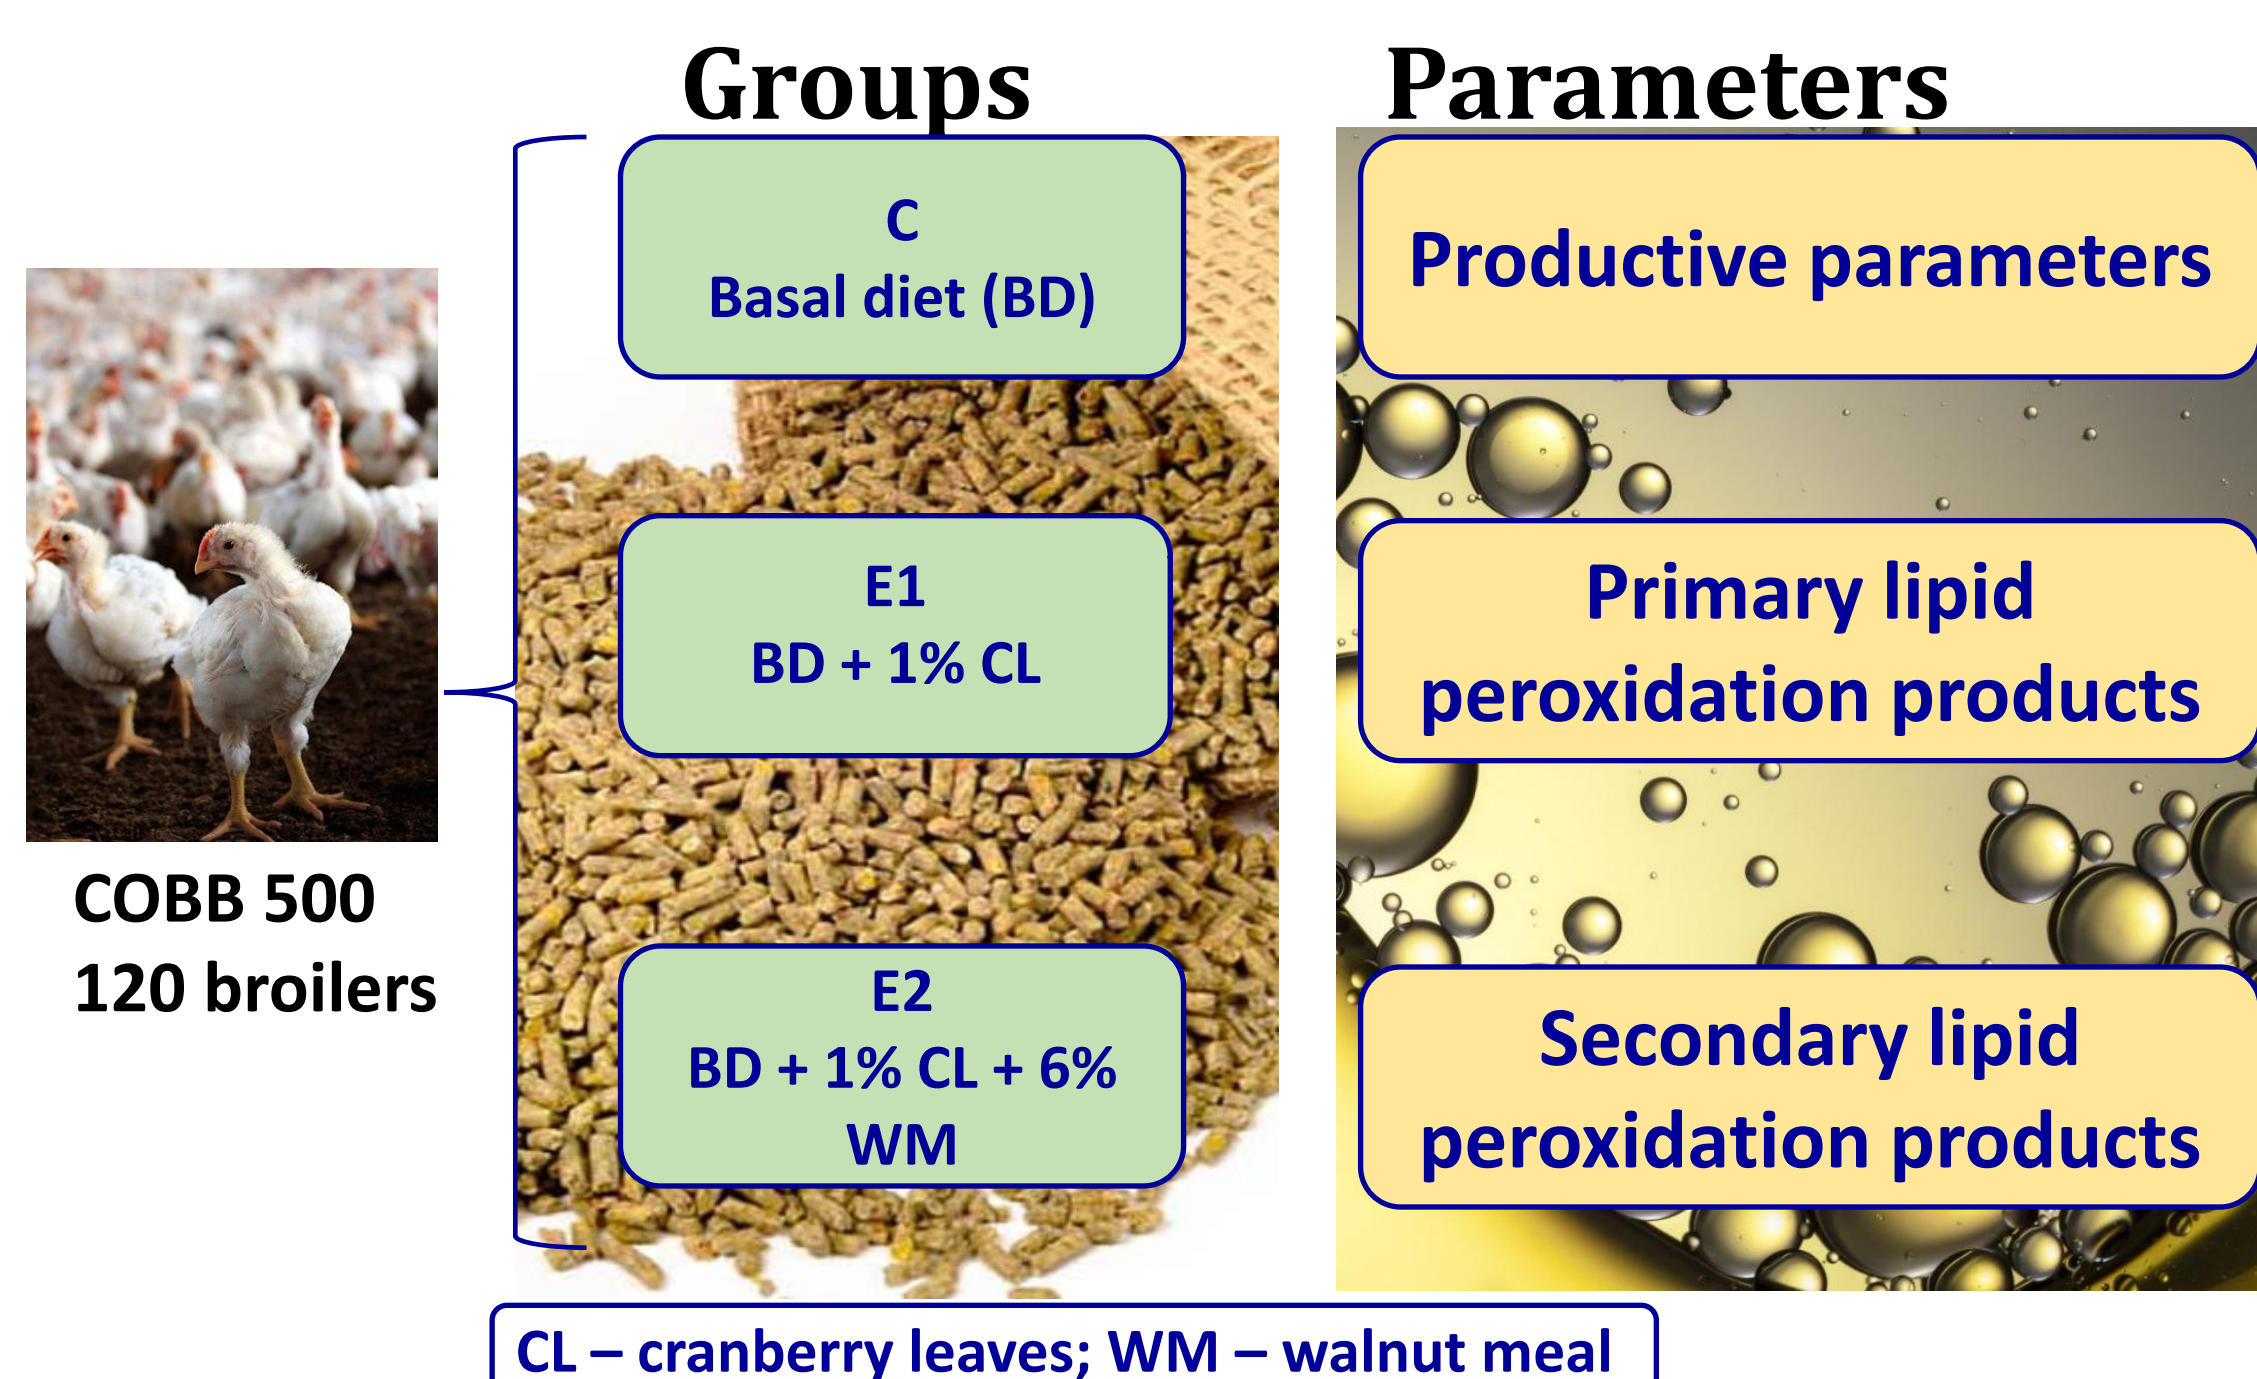 Groups
Parameters
C
Basal diet (BD)
E1
BD + 1% CL
E2
BD + 1% CL + 6%
WM
Productive parameters
Primary lipid
peroxidation products
Secondary lipid
peroxidation products
COBB 500
120 broilers
CL – cranberry leaves; WM – walnut meal